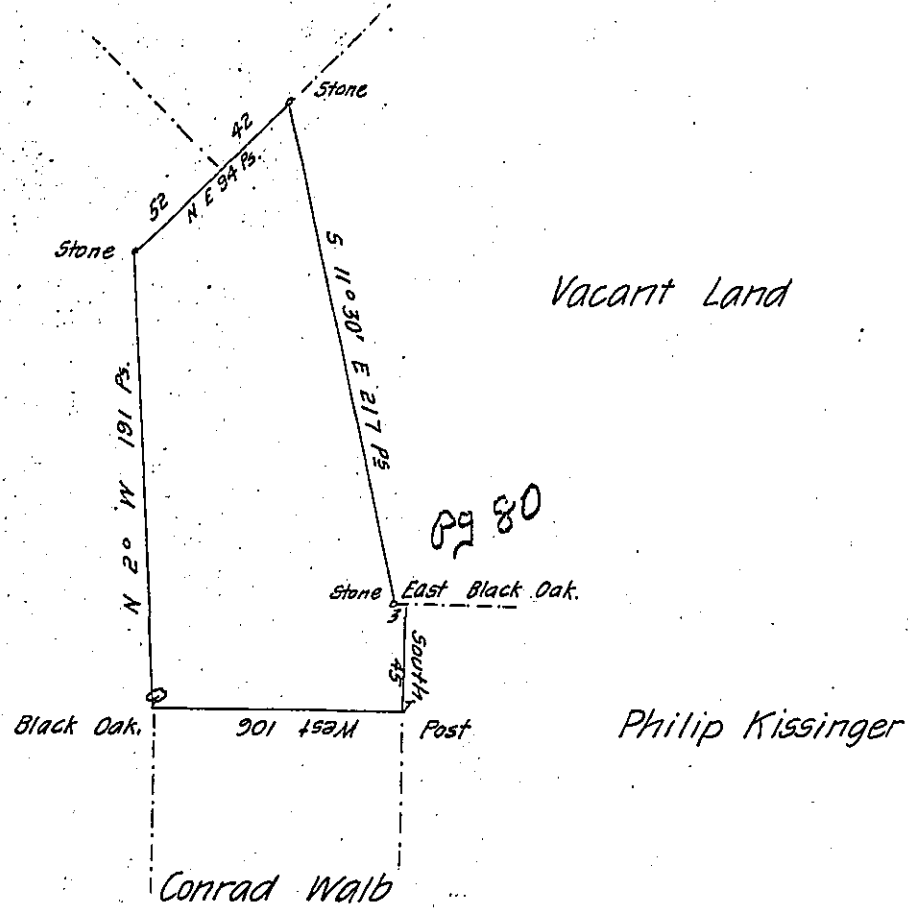 Stone
42
N. E 94 Ps.
52
Stone
S 11° 30' E 217 Ps
Vacant Land
N 2° W. 191 Ps.
Pg 80
Stone
East Black Oak.
3
South
45
Black Oak.
West 106
Post
Philip Kissinger
Conrad Walb